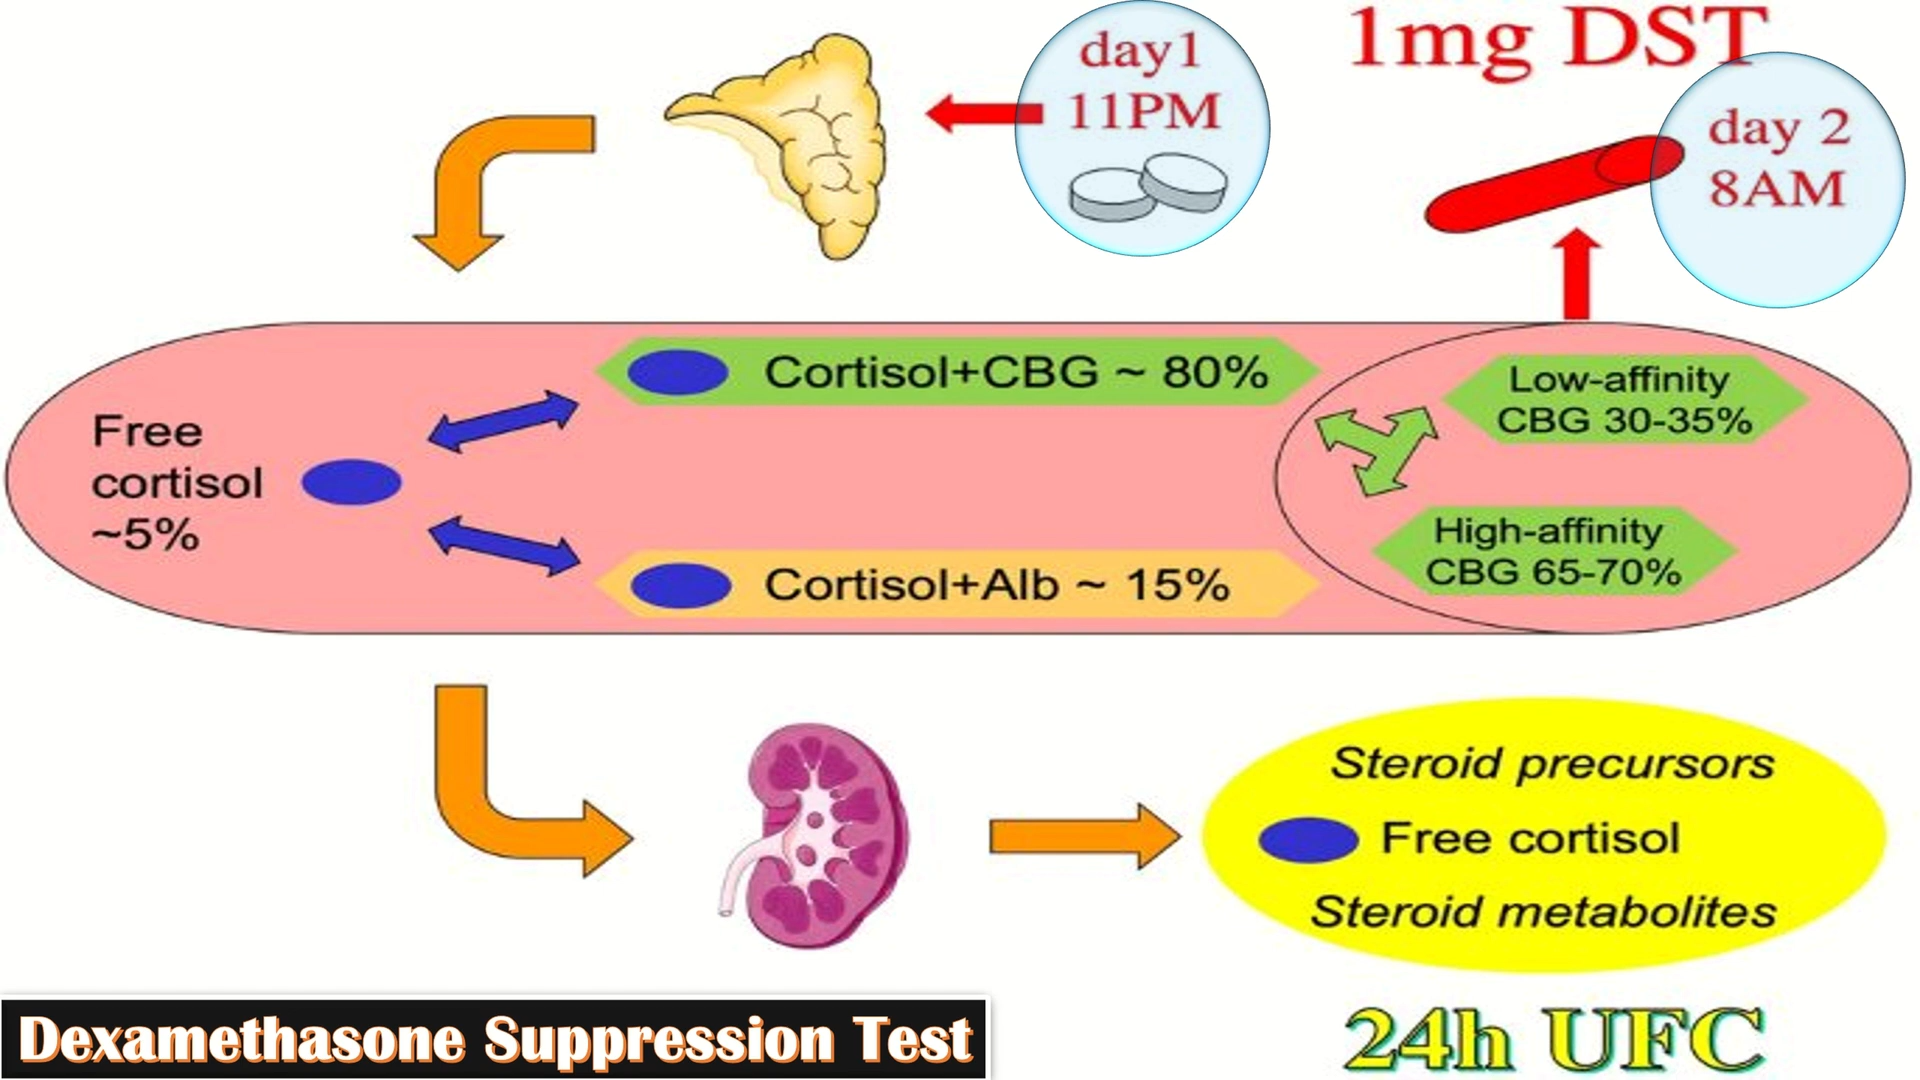 day1
11PM
1mg DST
day 2
8AM
Free
cortisol
~5%
Cortisol+CBG ~ 80%
Cortisol+Alb ~ 15%
Low-affinity
CBG 30-35%
High-affinity
CBG 65-70%
Steroid precursors
Free cortisol
Steroid metabolites
24h UFC
Dexamethasone Suppression Test